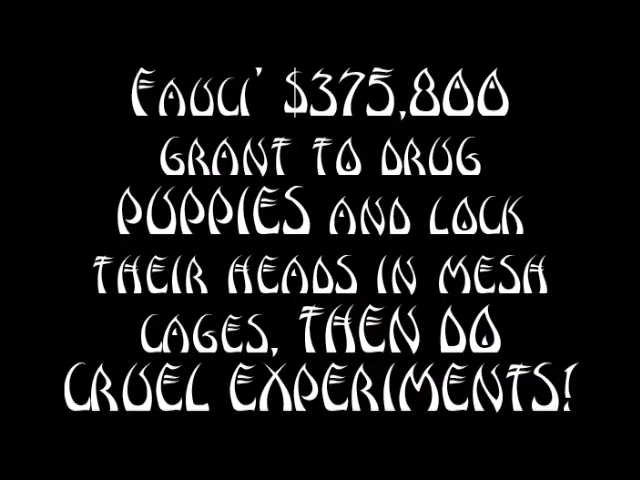 Fauci' $375,800
GRANT TO DRUG
PUPPIES AND LOCK
THEIR HEADS IN MESH
CAGES, THEN DO
CRUEL EXPERIMENTS!